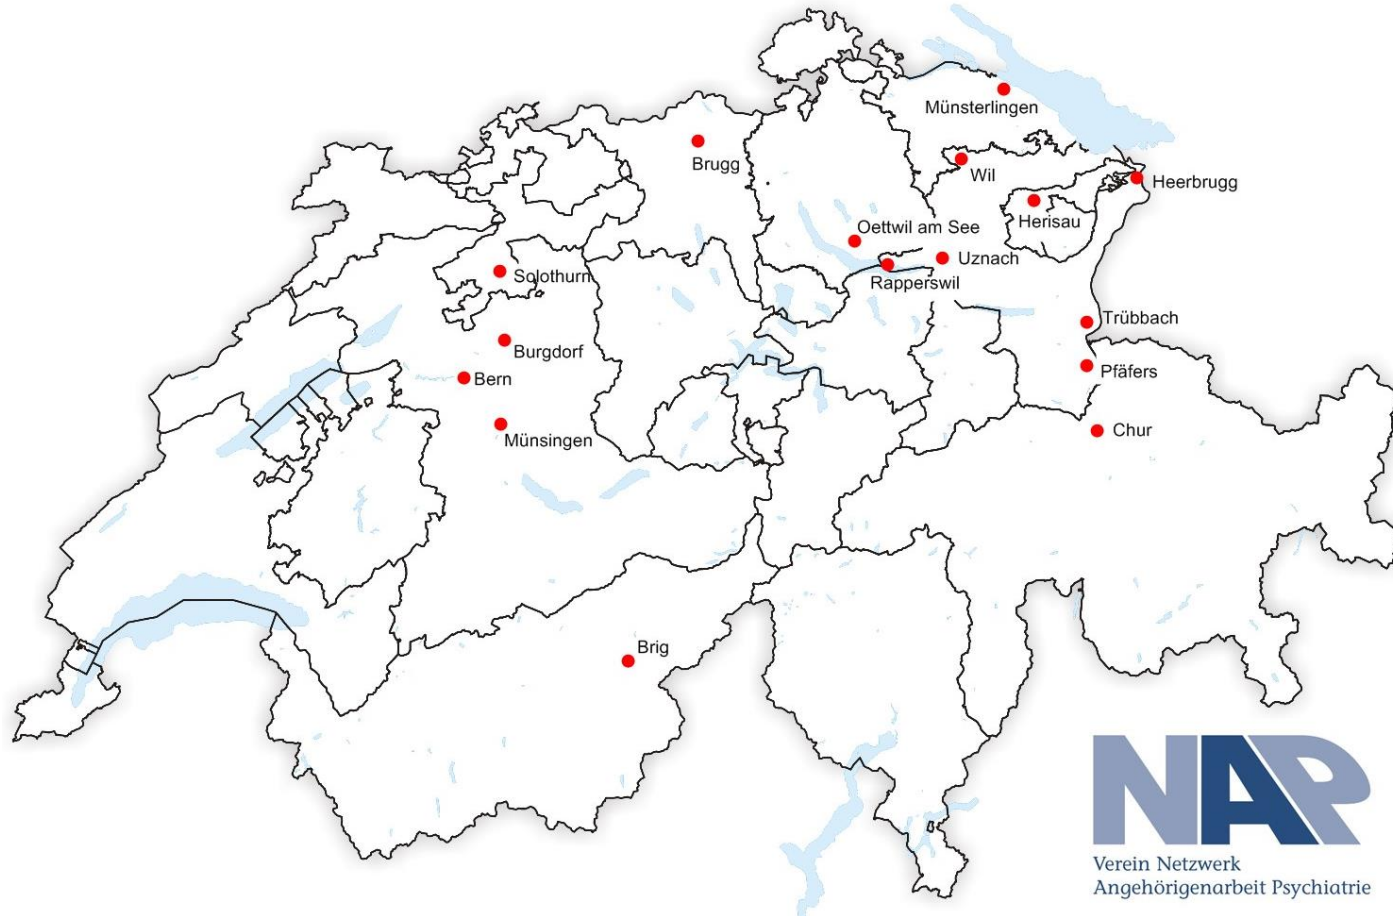 Münsterlingen
Brugg
Wil
Heerbrugg
Herisau
Oettwil am See
Uznach
Rapperswil
Solothurn
Trübbach
Burgdorf
Pfäfers
Bern
Münsingen
Chur
Brig
NAP
Verein Netzwerk
Angehörigenarbeit Psychiatrie